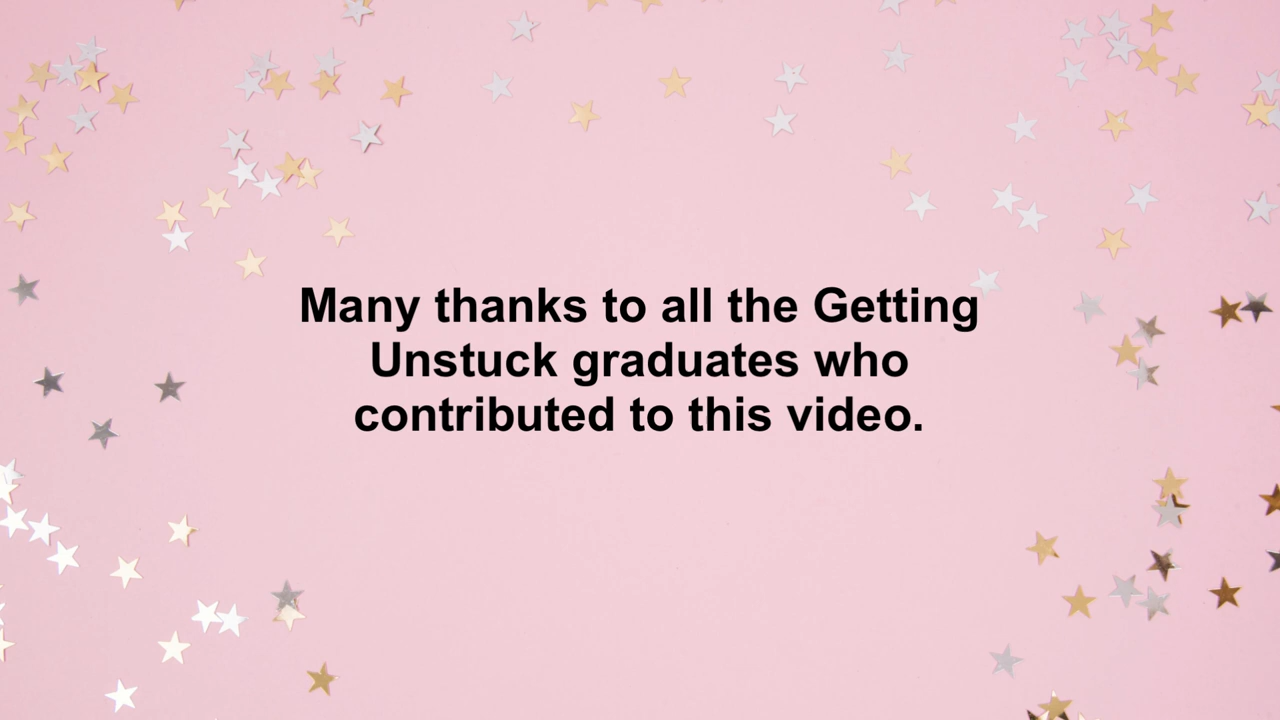 Many thanks to all the Getting
Unstuck graduates who
contributed to this video.